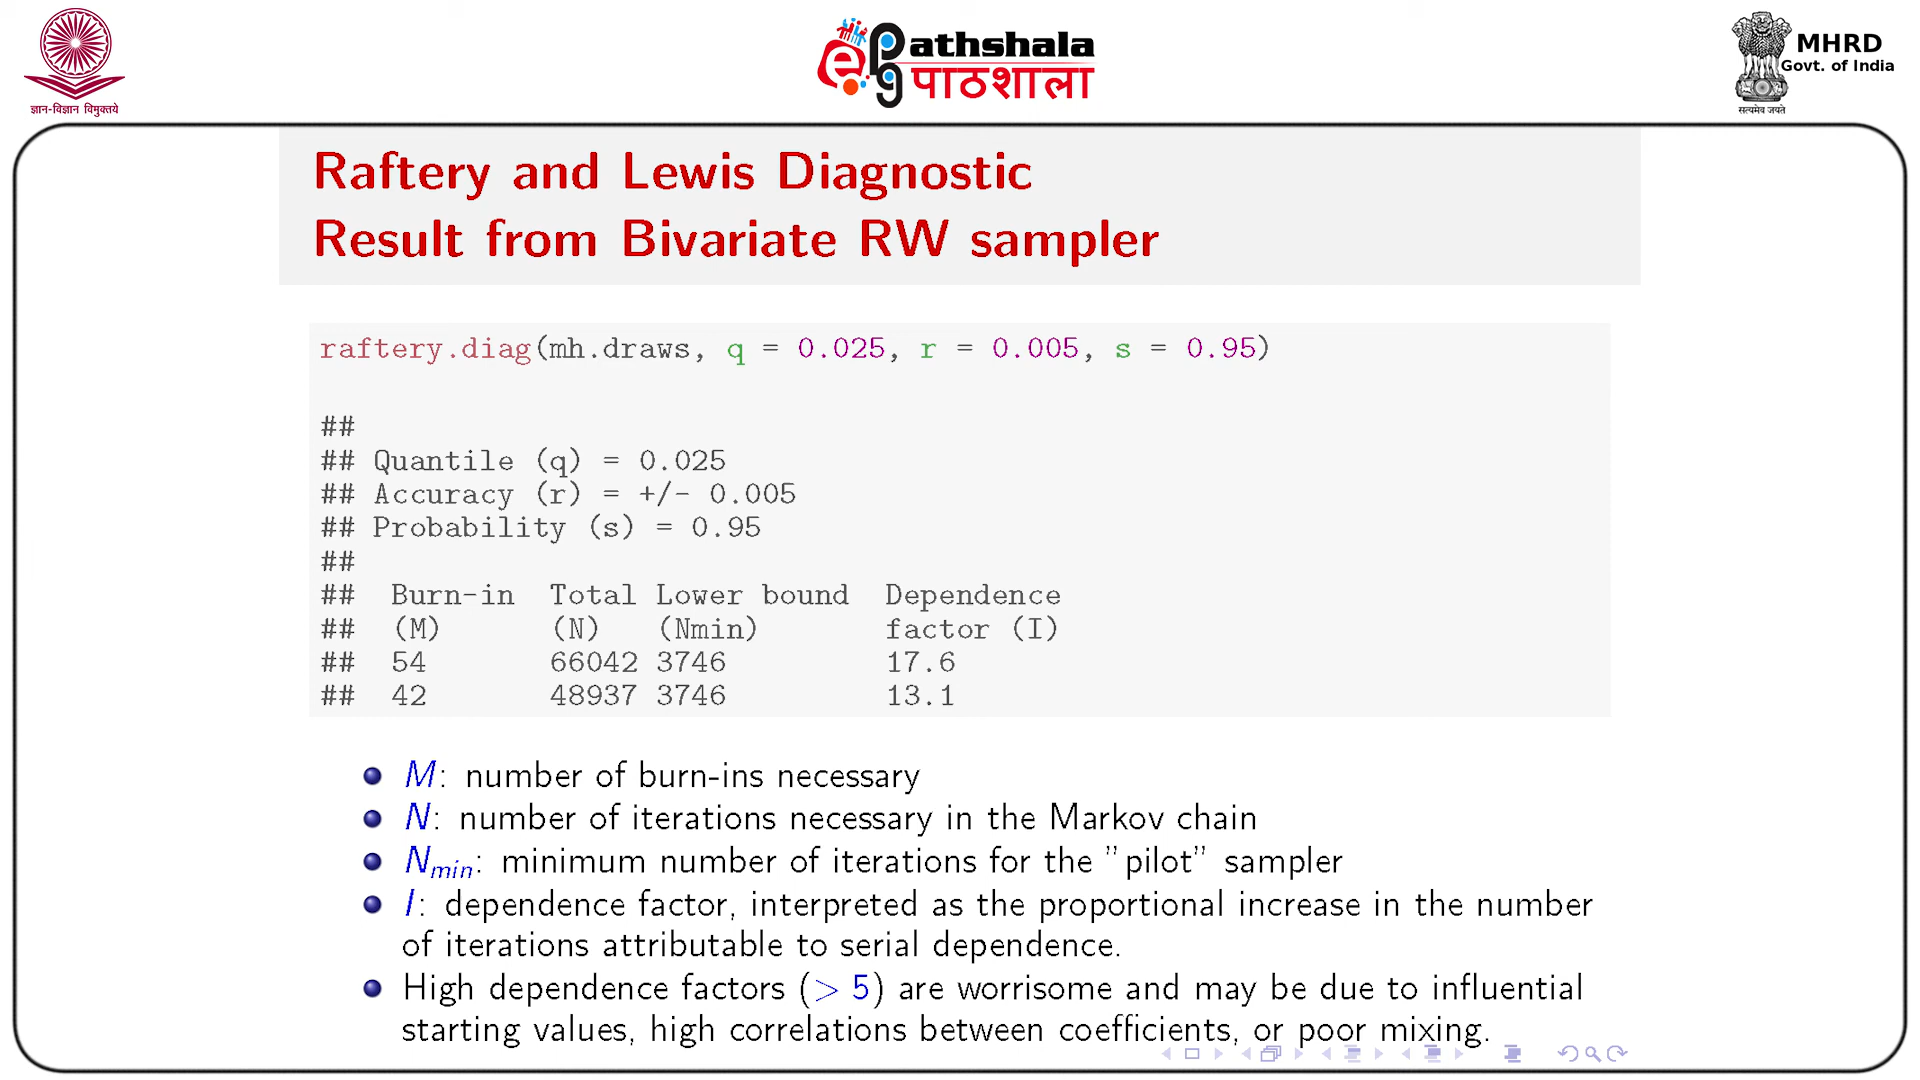 ज्ञान-विज्ञान विमुक्तये
ePG Pathshala
पाठशाला
MHRD
Govt. of India
सत्यमेव जयते
Raftery and Lewis Diagnostic
Result from Bivariate RW sampler
raftery.diag(mh.draws, q = 0.025, r = 0.005, s = 0.95)
##
## Quantile (q) = 0.025
## Accuracy (r) = +/- 0.005
## Probability (s) = 0.95
##
## Burn-in Total Lower bound Dependence
## (M) (N) (Nmin) factor (I)
## 54 66042 3746 17.6
## 42 48937 3746 13.1
M: number of burn-ins necessary
N: number of iterations necessary in the Markov chain
Nmin: minimum number of iterations for the ”pilot” sampler
I: dependence factor, interpreted as the proportional increase in the number
of iterations attributable to serial dependence.
High dependence factors (> 5) are worrisome and may be due to influential
starting values, high correlations between coefficients, or poor mixing.